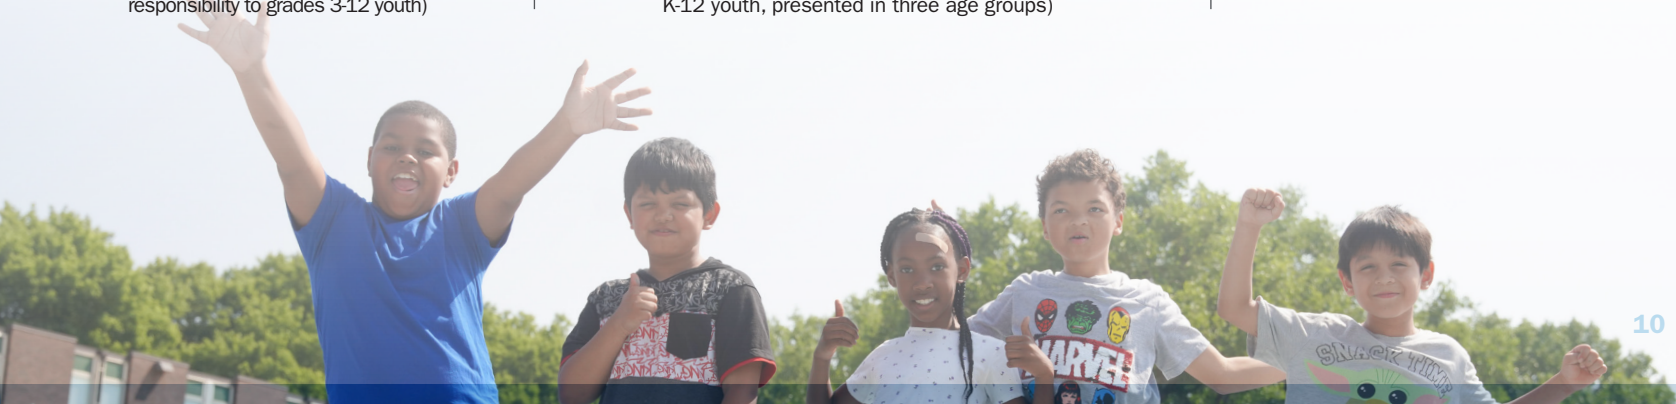 responsibility to grades 3-12 youth)
K-12 youth, presented in three age groups)
MARVEL
SNACK TIME
10